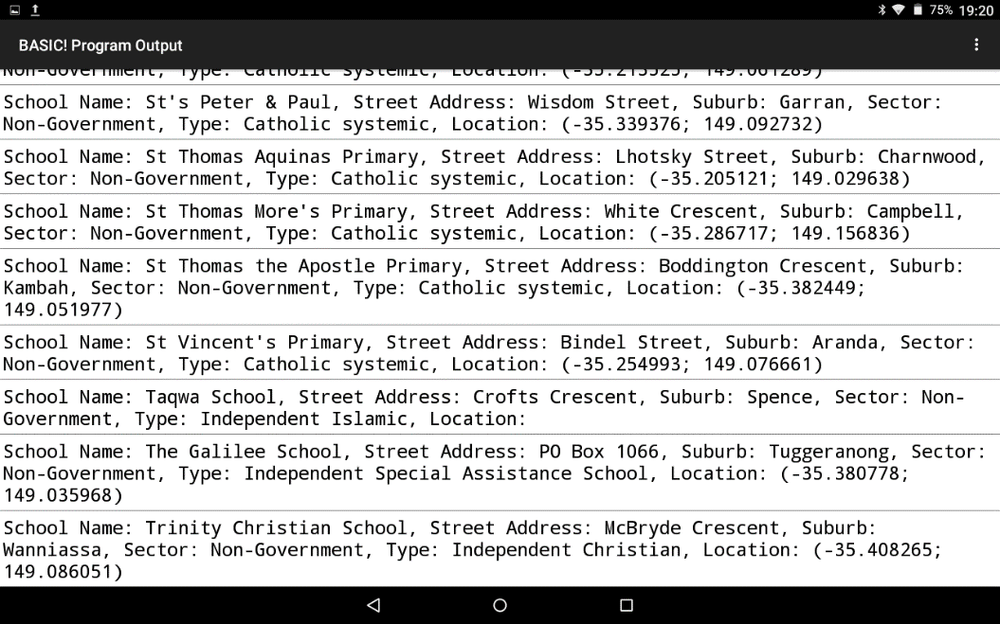 75% 19:20
BASIC! Program Output
Non-Government, Type: Catholic systemic, Location: (-35.213525; 149.061289)
School Name: St's Peter & Paul, Street Address: Wisdom Street, Suburb: Garran, Sector:
Non-Government, Type: Catholic systemic, Location: (-35.339376; 149.092732)
School Name: St Thomas Aquinas Primary, Street Address: Lhotsky Street, Suburb: Charnwood,
Sector: Non-Government, Type: Catholic systemic, Location: (-35.205121; 149.029638)
School Name: St Thomas More's Primary, Street Address: White Crescent, Suburb: Campbell,
Sector: Non-Government, Type: Catholic systemic, Location: (-35.286717; 149.156836)
School Name: St Thomas the Apostle Primary, Street Address: Boddington Crescent, Suburb:
Kambah, Sector: Non-Government, Type: Catholic systemic, Location: (-35.382449;
149.051977)
School Name: St Vincent's Primary, Street Address: Bindel Street, Suburb: Aranda, Sector:
Non-Government, Type: Catholic systemic, Location: (-35.254993; 149.076661)
School Name: Taqwa School, Street Address: Crofts Crescent, Suburb: Spence, Sector: Non-
Government, Type: Independent Islamic, Location:
School Name: The Galilee School, Street Address: PO Box 1066, Suburb: Tuggeranong, Sector:
Non-Government, Type: Independent Special Assistance School, Location: (-35.380778;
149.035968)
School Name: Trinity Christian School, Street Address: McBryde Crescent, Suburb:
Wanniassa, Sector: Non-Government, Type: Independent Christian, Location: (-35.408265;
149.086051)